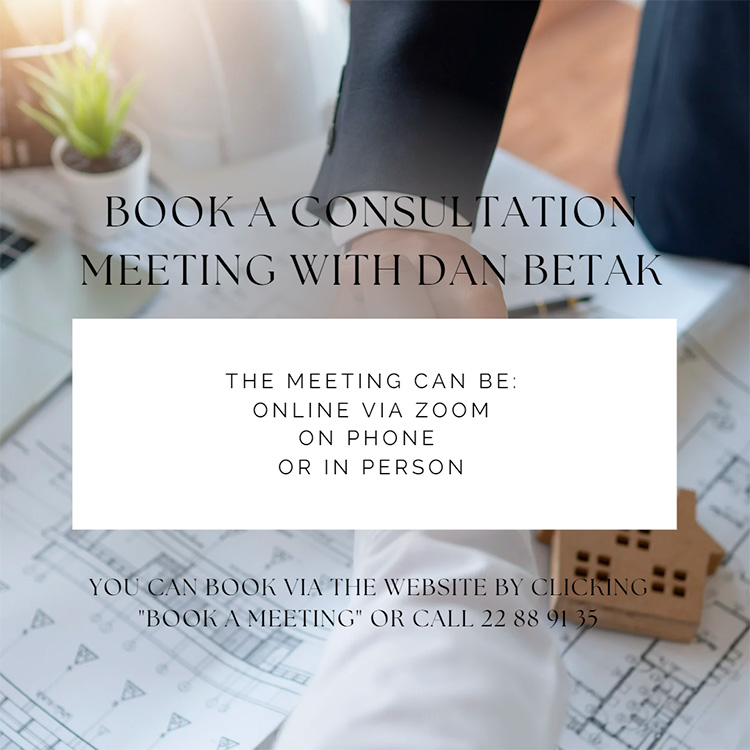 BOOK A CONSULTATION
MEETING WITH DAN BETAK
THE MEETING CAN BE:
ONLINE VIA ZOOM
ON PHONE
OR IN PERSON
YOU CAN BOOK VIA THE WEBSITE BY CLICKING
"BOOK A MEETING" OR CALL 22 88 91 35